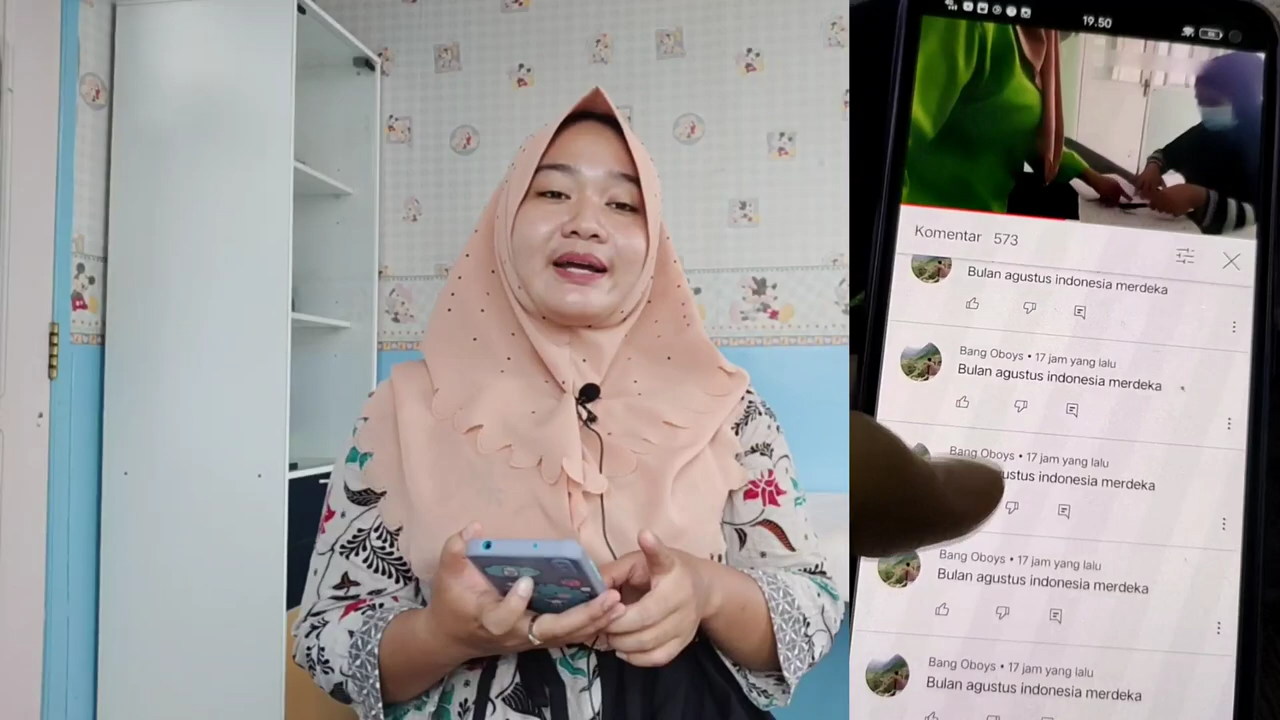 19.50
Komentar 573
Bulan agustus indonesia merdeka
Bang Oboys • 17 jam yang lalu
Bulan agustus indonesia merdeka
Bang Oboys • 17 jam yang lalu
indonesia merdeka
Bang Oboys • 17 jam yang lalu
Bulan agustus indonesia merdeka
Bang Oboys • 17 jam yang lalu
Bulan agustus indonesia merdeka